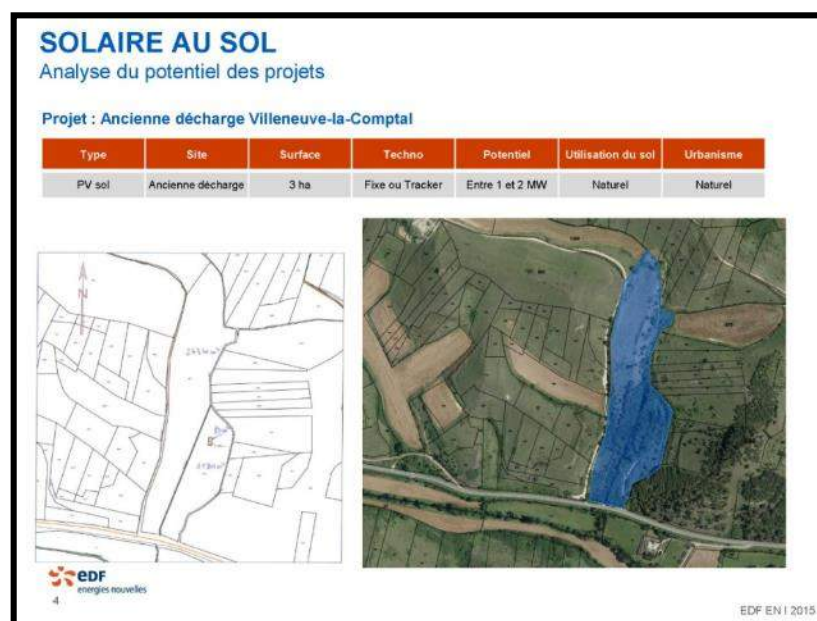 SOLAIRE AU SOL
Analyse du potentiel des projets
Projet : Ancienne décharge Villeneuve-la-Comptal
Type Site Surface Techno Potentiel Utilisation du sol Urbanisme
PV sol Ancienne décharge 3 ha Fixe ou Tracker Entre 1 et 2 MW Naturel Naturel
N
eDF
energies nouvelles
4
EDF EN I 2015